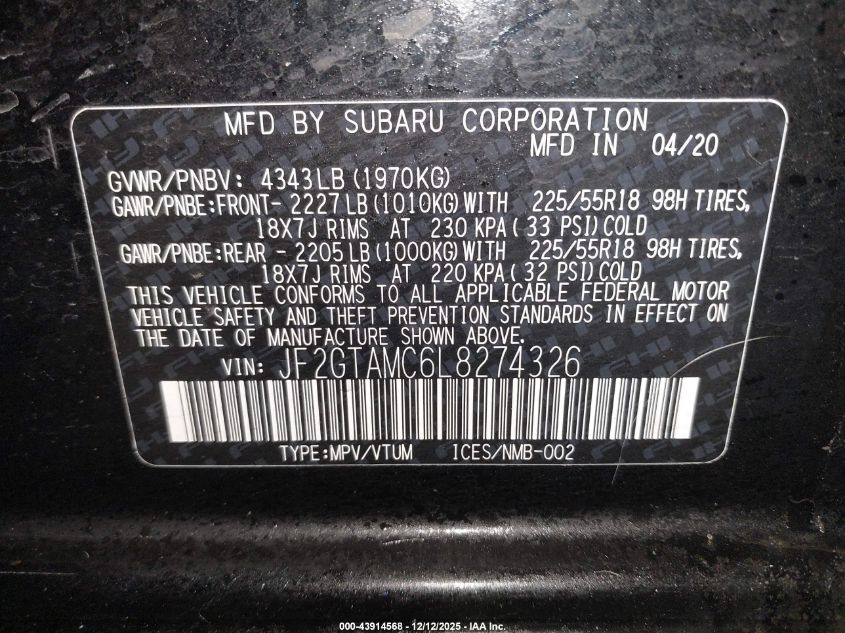 MFD BY SUBARU CORPORATION
MFD IN 04/20
GVWR/PNBV: 4343LB (1970KG)
GAWR/PNBE:FRONT- 2227LB (1010KG) WITH 225/55R18 98H TIRES,
18X7J RIMS AT 230 KPA ( 33 PSI) COLD
GAWR/PNBE:REAR - 2205LB (1000KG) WITH 225/55R18 98H TIRES,
18X7J RIMS AT 220 KPA ( 32 PSI) COLD
THIS VEHICLE CONFORMS TO ALL APPLICABLE FEDERAL MOTOR
VEHICLE SAFETY AND THEFT PREVENTION STANDARDS IN EFFECT ON
THE DATE OF MANUFACTURE SHOWN ABOVE.
VIN: JF2GTAMC6L8274326
TYPE:MPV/VTUM ICES/NMB-002
000-43914568 - 12/12/2025 - IAA Inc.